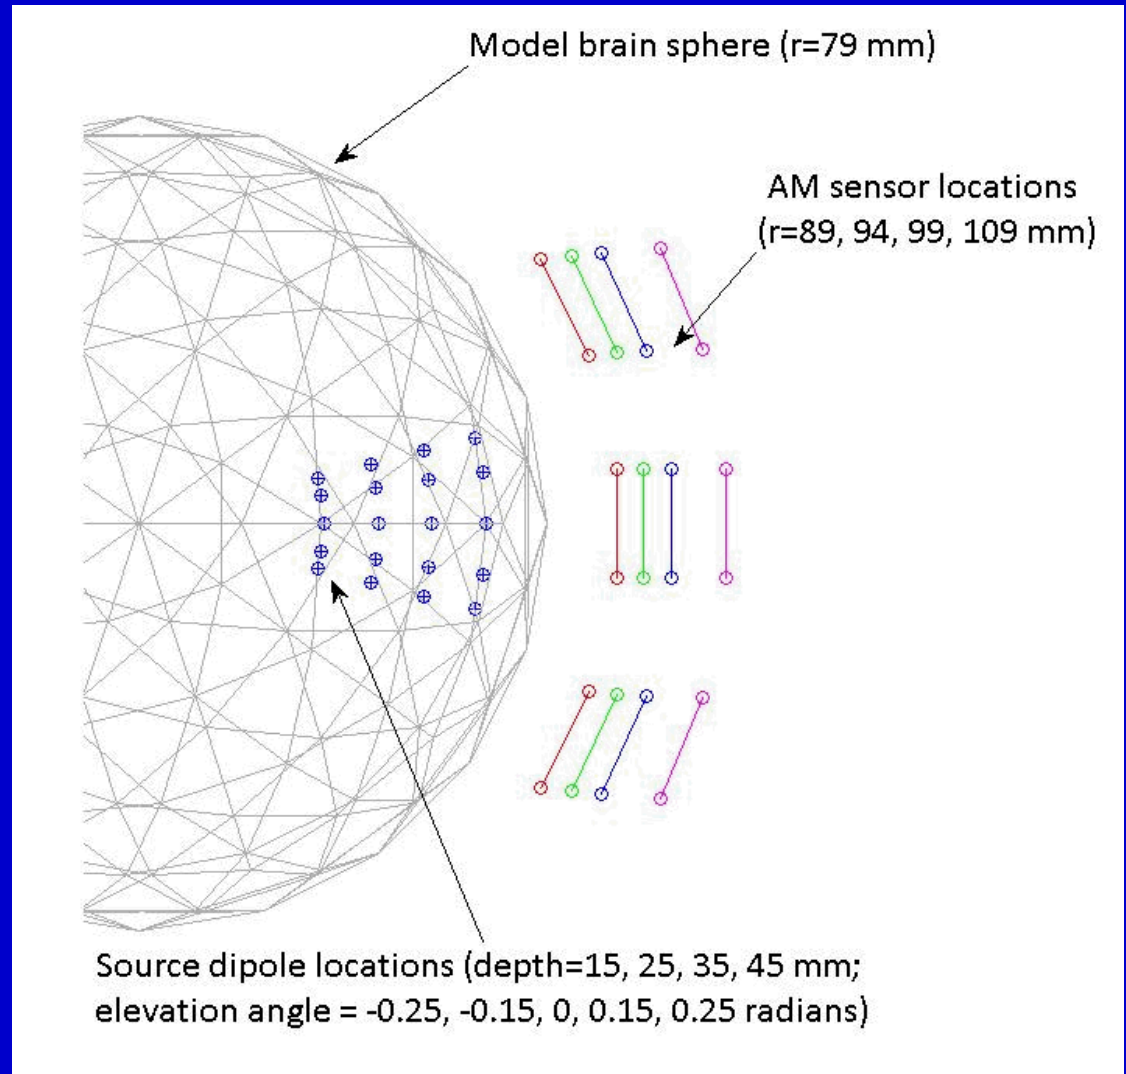 Model brain sphere (r=79 mm)
AM sensor locations
(r=89, 94, 99, 109 mm)
Source dipole locations (depth=15, 25, 35, 45 mm;
elevation angle = -0.25, -0.15, 0, 0.15, 0.25 radians)